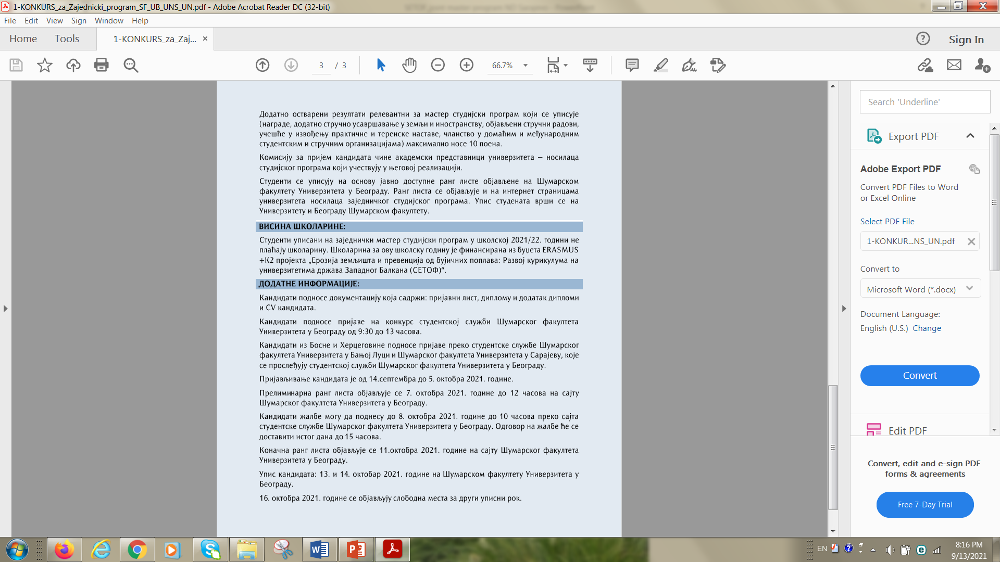 1-KONKURS_za_Zajednicki_program_SF_UB_UNS_UN.pdf - Adobe Acrobat Reader DC (32-bit)
File Edit View Sign Window Help
Home Tools 1-KONKURS_za_Zaj... Sign In
3 / 3 66.7%
Додатно остварени резултати релевантни за мастер студијски програм који се уписује
(награде, додатно стручно усавршавање у земљи и иностранству, објављени стручни радови,
учешће у извођењу практичне и теренске наставе, чланство у домаћим и међународним
студентским и стручним организацијама) максимално носе 10 поена.
Комисију за пријем кандидата чине академски представници универзитета – носилаца
студијског програма који учествују у његовој реализацији.
Студенти се уписују на основу јавно доступне ранг листе објављене на Шумарском
факултету Универзитета у Београду. Ранг листа се објављује и на интернет страницама
универзитета носилаца заједничког студијског програма. Упис студената врши се на
Универзитету и Београду Шумарском факултету.
ВИСИНА ШКОЛАРИНЕ:
Студенти уписани на заједнички мастер студијски програм у школској 2021/22. години не
плаћају школарину. Школарина за ову школску годину је финансирана из буџета ERASMUS
+K2 пројекта „Ерозија земљишта и превенција од бујичних поплава: Развој курикулума на
универзитетима држава Западног Балкана (СЕТОФ)“.
ДОДАТНЕ ИНФОРМАЦИЈЕ:
Кандидати подносе документацију која садржи: пријавни лист, диплому и додатак дипломи
и CV кандидата.
Кандидати подносе пријаве на конкурс студентској служби Шумарског факултета
Универзитета у Београду од 9:30 до 13 часова.
Кандидати из Босне и Херцеговине подносе пријаве преко студентске службе Шумарског
факултета Универзитета у Бањој Луци и Шумарског факултета Универзитета у Сарајеву, које
се прослеђују студентској служби Шумарског факултета Универзитета у Београду.
Пријављивање кандидата је од 14.септембра до 5. октобра 2021. године.
Прелиминарна ранг листа објављује се 7. октобра 2021. године до 12 часова на сајту
Шумарског факултета Универзитета у Београду.
Кандидати жалбе могу да поднесу до 8. октобра 2021. године до 10 часова преко сајта
студентске службе Шумарског факултета Универзитета у Београду. Одговор на жалбе ће се
доставити истог дана до 15 часова.
Коначна ранг листа објављује се 11.октобра 2021. године на сајту Шумарског факултета
Универзитета у Београду.
Упис кандидата: 13. и 14. октобар 2021. године на Шумарском факултету Универзитета у
Београду.
16. октобра 2021. године се објављују слободна места за други уписни рок.
Search 'Underline'
Export PDF
Adobe Export PDF
Convert PDF Files to Word
or Excel Online
Select PDF File
1-KONKUR...NS_UN.pdf
Convert to
Microsoft Word (*.docx)
Document Language:
English (U.S.) Change
Convert
Edit PDF
Convert, edit and e-sign PDF
forms & agreements
Free 7-Day Trial
EN
8:16 PM
9/13/2021